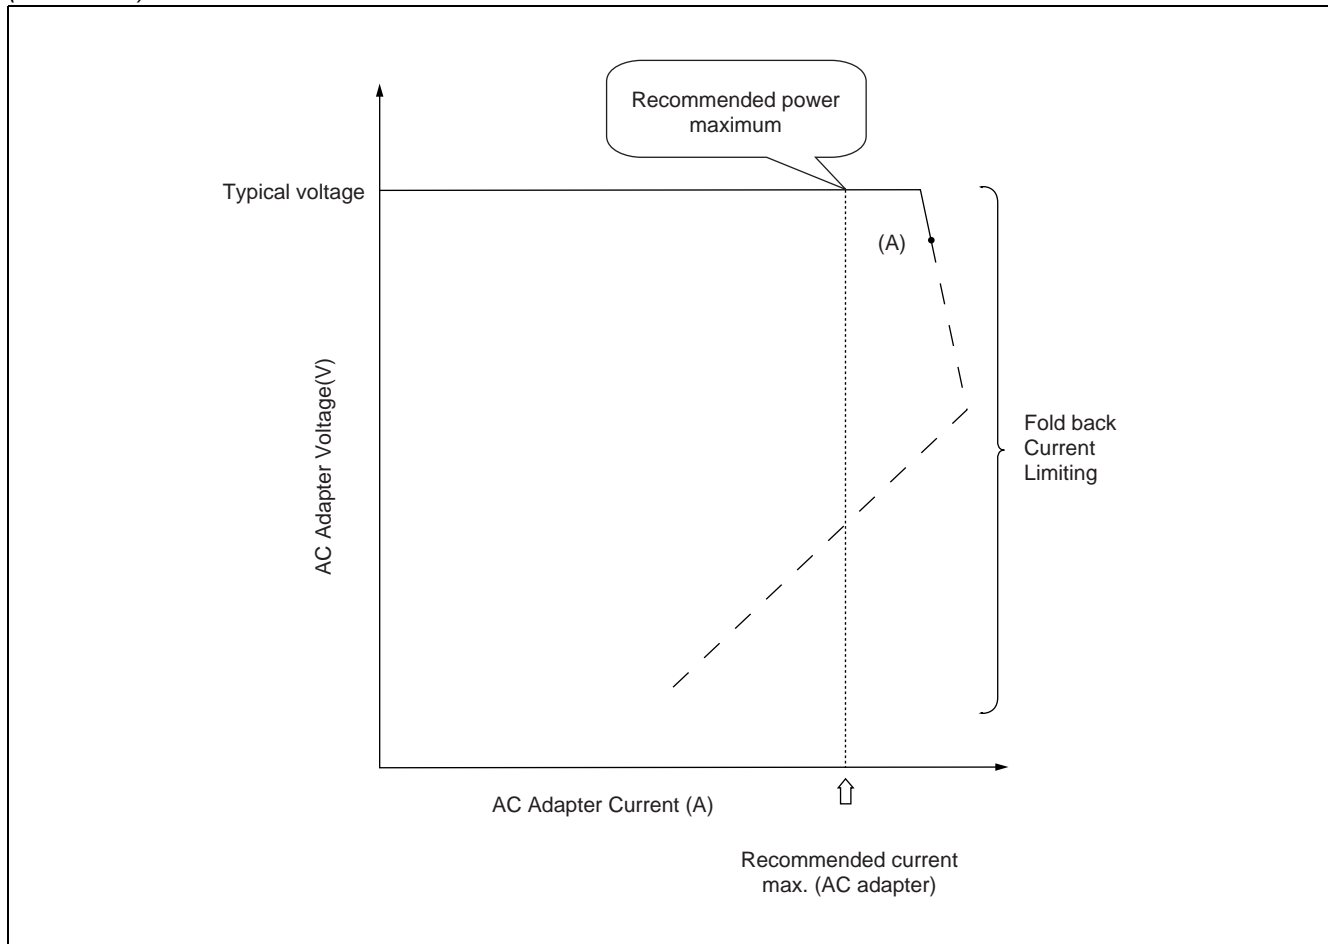 Recommended power
maximum
Typical voltage
(A)
AC Adapter Voltage(V)
Fold back
Current
Limiting
AC Adapter Current (A)
Recommended current
max. (AC adapter)